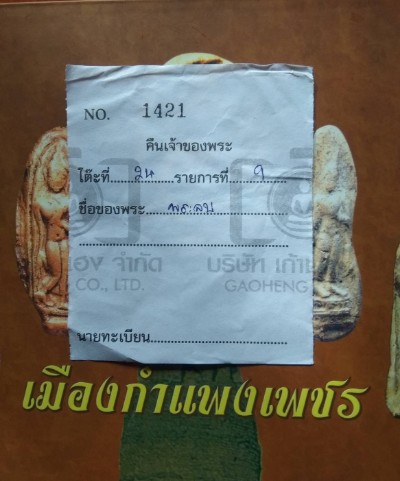 NO. 1421
คืนเจ้าของพระ
โต๊ะที่ 24 รายการที่ 9
ชื่อของพระ พระลบ
เฮง จำกัด บริษัท เก้า
CO., LTD. GAOHENG
นายทะเบียน
เมืองกำแพงเพชร